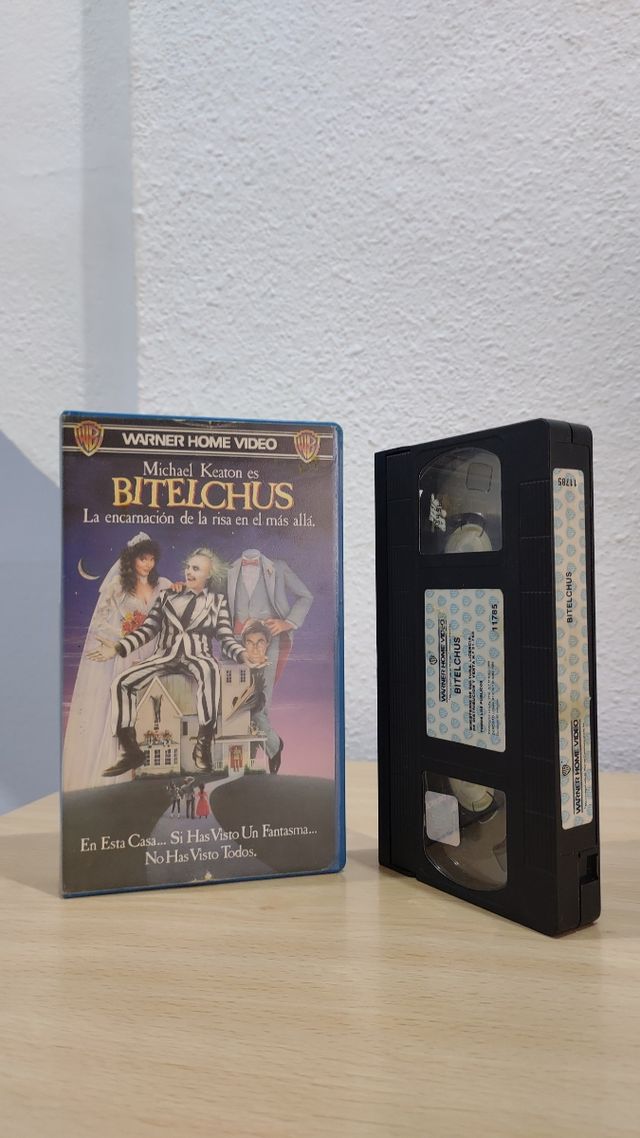 WARNER HOME VIDEO
Michael Keaton es
BITELCHUS
La encarnación de la risa en el más allá.
En Esta Casa... Si Has Visto Un Fantasma...
No Has Visto Todos.
WARNER HOME VIDEO
BITELCHUS
11785
11785
BITELCHUS
WARNER HOME VIDEO